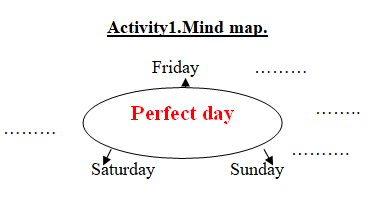 Activity1.Mind map.
Friday ………
Perfect day
……..
………
……….
Saturday Sunday